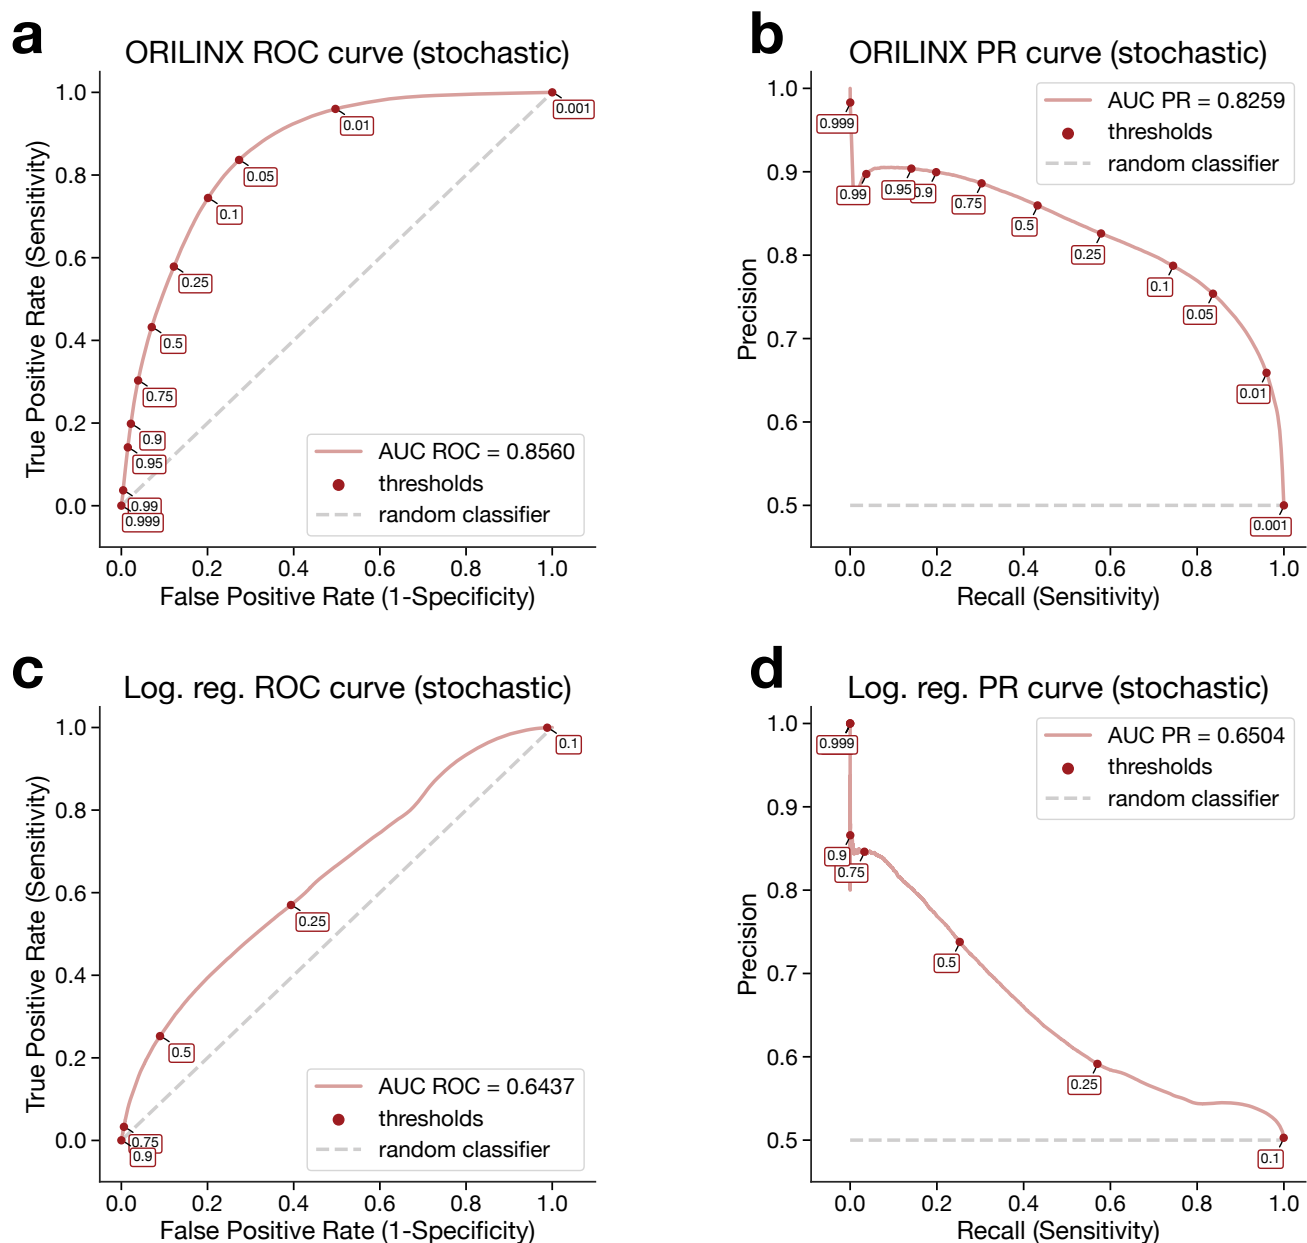 a
ORILINX ROC curve (stochastic)
True Positive Rate (Sensitivity)
1.0
0.8
0.6
0.4
0.2
0.0
0.001
0.01
0.05
0.1
0.25
0.5
0.75
0.9
0.95
0.99
0.999
AUC ROC = 0.8560
thresholds
random classifier
0.0 0.2 0.4 0.6 0.8 1.0
False Positive Rate (1-Specificity)
b
ORILINX PR curve (stochastic)
Precision
1.0
0.9
0.8
0.7
0.6
0.5
AUC PR = 0.8259
thresholds
random classifier
0.999
0.99
0.95
0.9
0.75
0.5
0.25
0.1
0.05
0.01
0.001
0.0 0.2 0.4 0.6 0.8 1.0
Recall (Sensitivity)
c
Log. reg. ROC curve (stochastic)
True Positive Rate (Sensitivity)
1.0
0.8
0.6
0.4
0.2
0.0
0.1
0.25
0.5
0.75
0.9
AUC ROC = 0.6437
thresholds
random classifier
0.0 0.2 0.4 0.6 0.8 1.0
False Positive Rate (1-Specificity)
d
Log. reg. PR curve (stochastic)
Precision
1.0
0.9
0.8
0.7
0.6
0.5
AUC PR = 0.6504
thresholds
random classifier
0.999
0.9
0.75
0.5
0.25
0.1
0.0 0.2 0.4 0.6 0.8 1.0
Recall (Sensitivity)